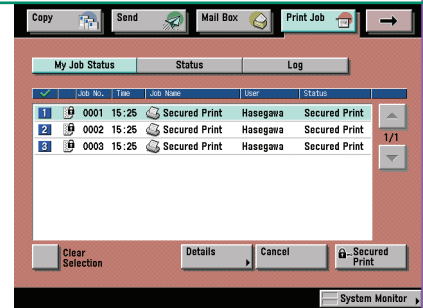 Copy Send Mail Box Print Job
My Job Status Status Log
Job No. Time Job Name User Status
1 0001 15:25 Secured Print Hasegawa Secured Print
2 0002 15:25 Secured Print Hasegawa Secured Print
3 0003 15:25 Secured Print Hasegawa Secured Print
1/1
Clear Selection
Details Cancel Secured Print
System Monitor